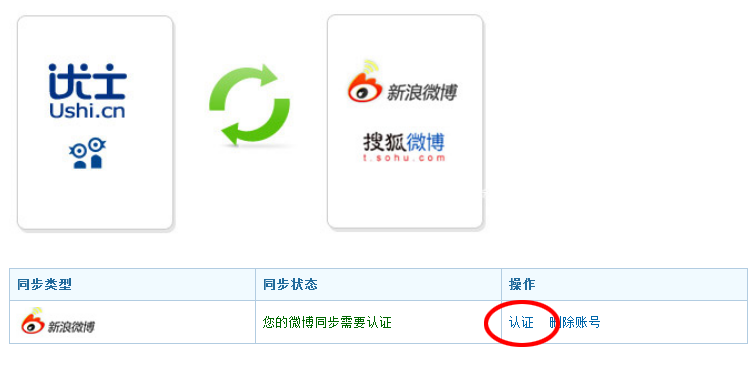 优士
Ushi.cn
新浪微博
搜狐微博
t.sohu.com
同步类型 同步状态 操作
新浪微博 您的微博同步需要认证 认证 删除账号